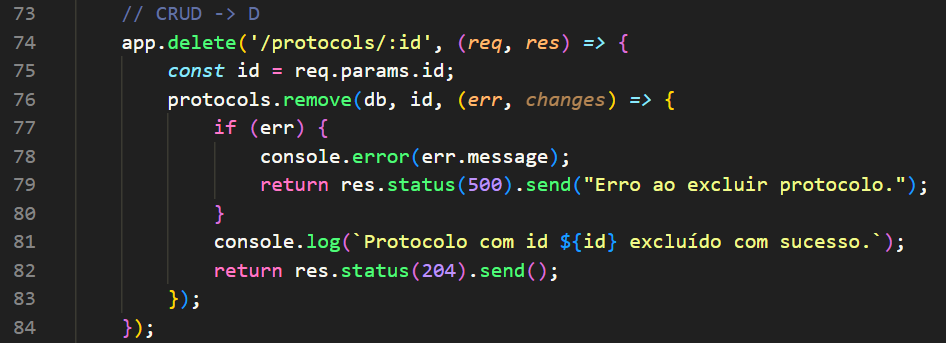 73 // CRUD -> D
74 app.delete('/protocols/:id', (req, res) => {
75 const id = req.params.id;
76 protocols.remove(db, id, (err, changes) => {
77 if (err) {
78 console.error(err.message);
79 return res.status(500).send("Erro ao excluir protocolo.");
80 }
81 console.log(`Protocolo com id ${id} excluído com sucesso.`);
82 return res.status(204).send();
83 });
84 });